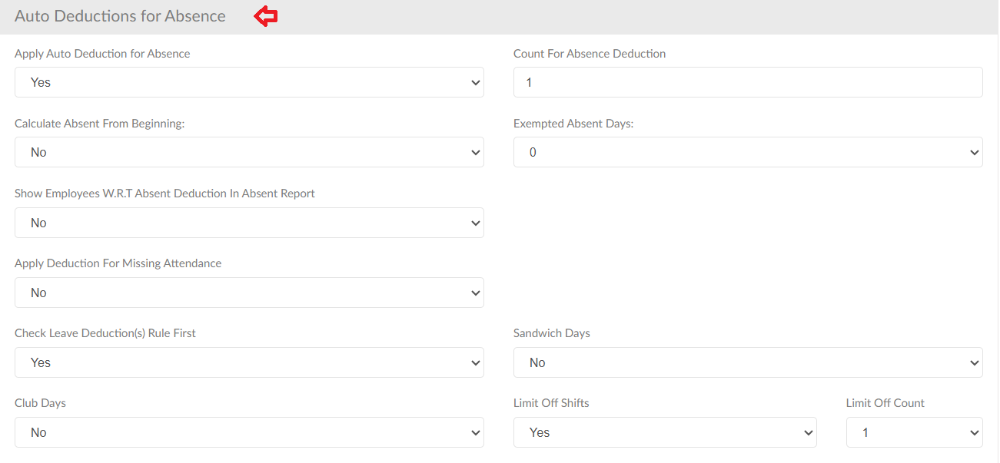 Auto Deductions for Absence
Apply Auto Deduction for Absence
Count For Absence Deduction
Yes
1
Calculate Absent From Beginning:
Exempted Absent Days:
No
0
Show Employees W.R.T Absent Deduction In Absent Report
No
Apply Deduction For Missing Attendance
No
Check Leave Deduction(s) Rule First
Sandwich Days
Yes
No
Club Days
Limit Off Shifts
Limit Off Count
No
Yes
1